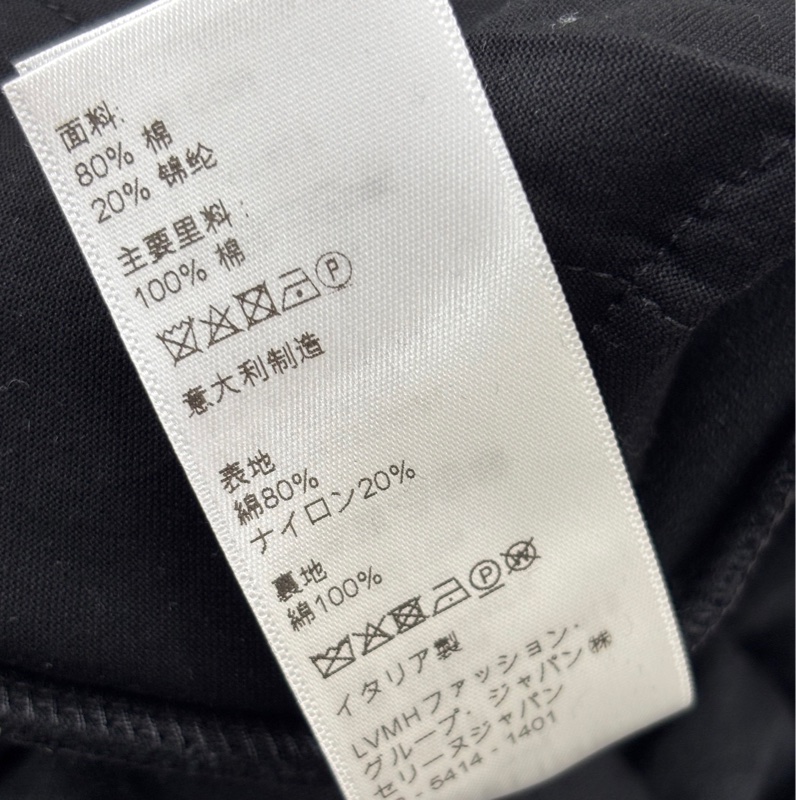 面料:
80% 棉
20% 锦纶
主要里料:
100% 棉
意大利制造
表地
綿80%
ナイロン20%
裏地
綿100%
イタリア製
LVMHファッション・
グループ・ジャパン㈱
セリーヌジャパン
- 5414 - 1401